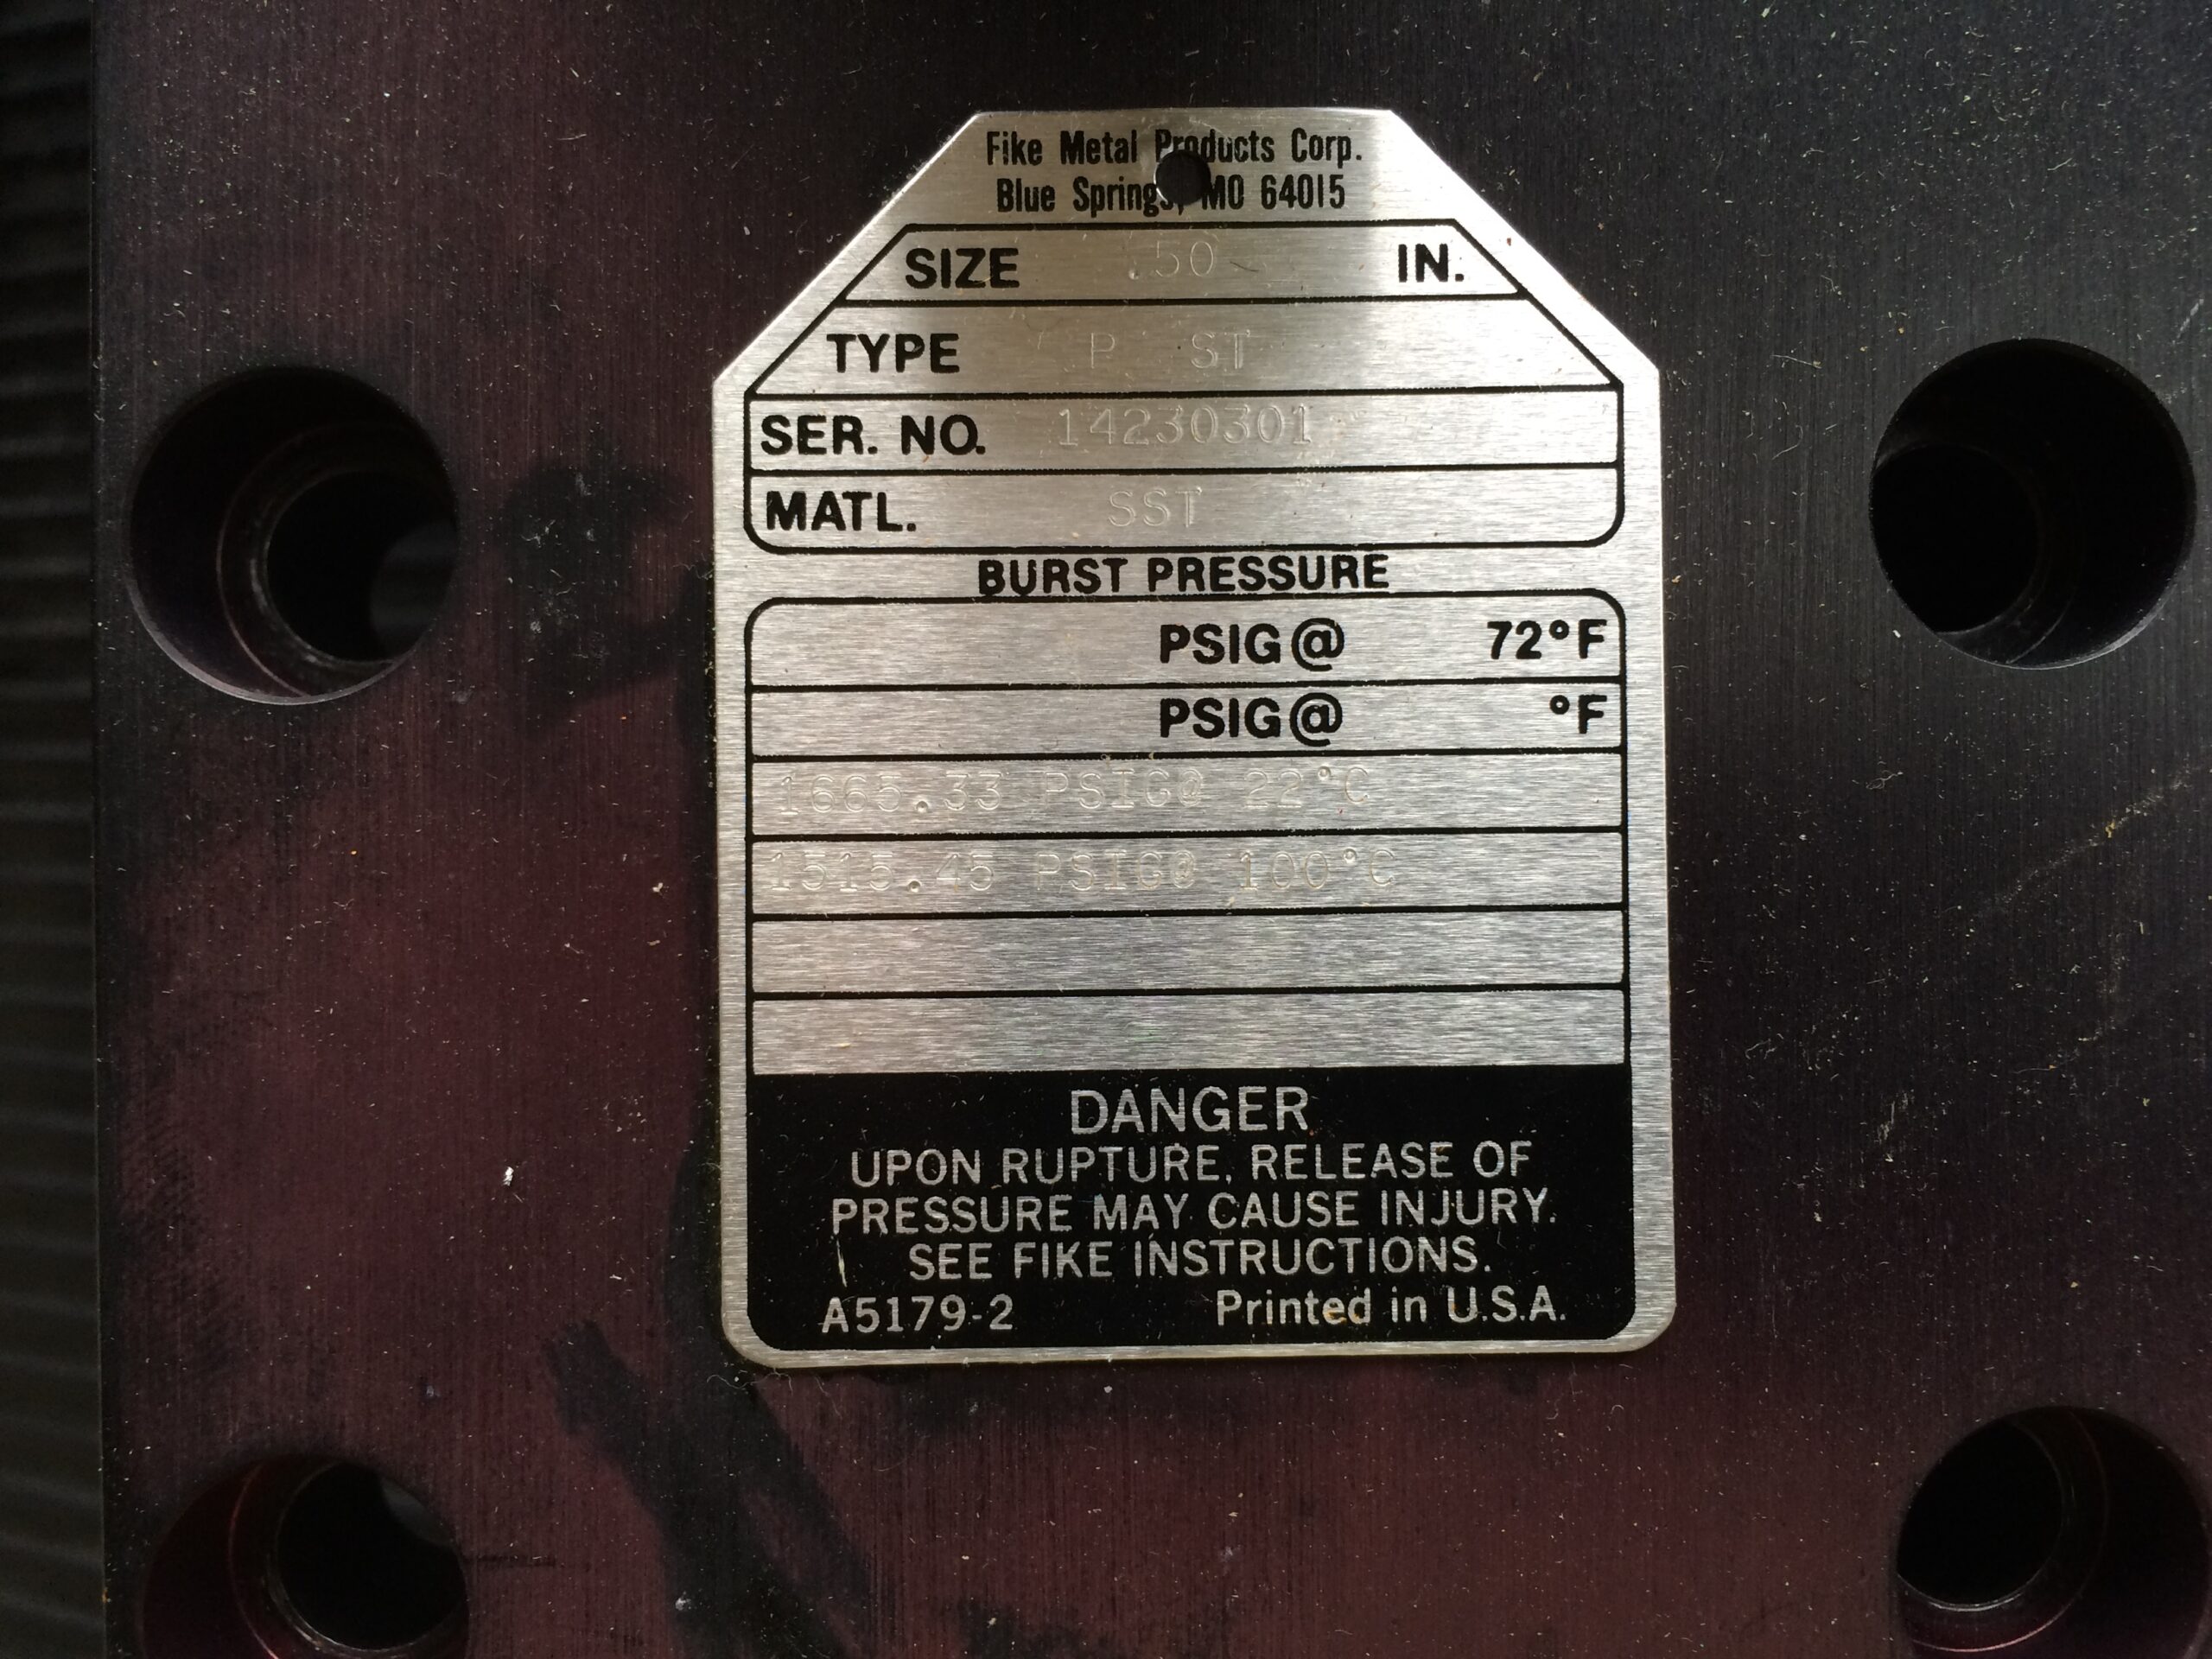 Fike Metal Products Corp.
Blue Springs, MO 64015
SIZE .50 IN.
TYPE P ST
SER. NO. 14230301
MATL. SST
BURST PRESSURE
PSIG@ 72°F
PSIG@ °F
1665.33 PSIG@ 22°C
1515.45 PSIG@ 100°C
DANGER
UPON RUPTURE, RELEASE OF
PRESSURE MAY CAUSE INJURY.
SEE FIKE INSTRUCTIONS.
A5179-2 Printed in U.S.A.